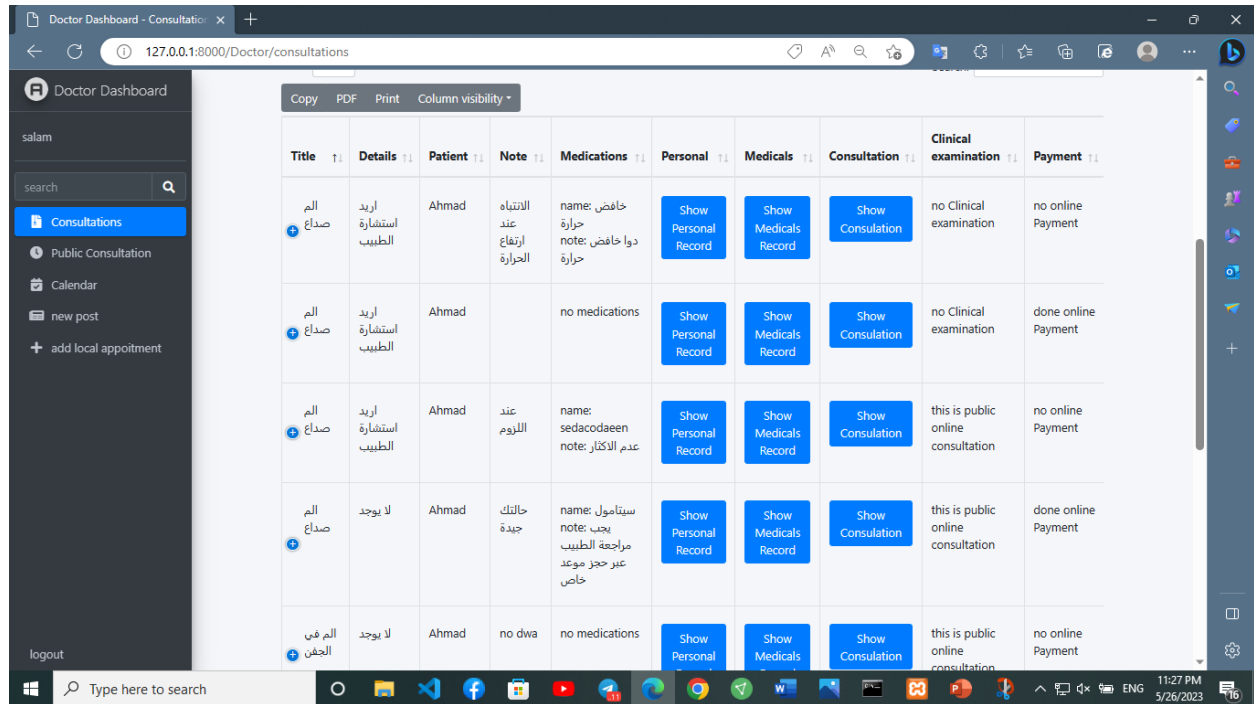 Doctor Dashboard - Consultation
127.0.0.1:8000/Doctor/consultations
Doctor Dashboard
salam
search
Consultations
Public Consultation
Calendar
new post
add local appoitment
logout
Copy PDF Print Column visibility
Title Details Patient Note Medications Personal Medicals Consultation Clinical examination Payment
الم
صداع
اريد
استشارة
الطبيب
Ahmad
الانتباه
عند
ارتفاع
الحرارة
name: خافض
حرارة
note: دوا خافض
حرارة
Show
Personal
Record
Show
Medicals
Record
Show
Consulation
no Clinical
examination
no online
Payment
الم
صداع
اريد
استشارة
الطبيب
Ahmad
no medications
Show
Personal
Record
Show
Medicals
Record
Show
Consulation
no Clinical
examination
done online
Payment
الم
صداع
اريد
استشارة
الطبيب
Ahmad
عند
اللزوم
name:
sedacodaeen
note: عدم الاكثار
Show
Personal
Record
Show
Medicals
Record
Show
Consulation
this is public
online
consultation
no online
Payment
الم
صداع
لا يوجد
Ahmad
حالتك
جيدة
name: سيتامول
note: يجب
مراجعة الطبيب
عبر حجز موعد
خاص
Show
Personal
Record
Show
Medicals
Record
Show
Consulation
this is public
online
consultation
done online
Payment
الم في
الجفن
لا يوجد
Ahmad
no dwa
no medications
Show
Personal
Show
Medicals
Show
Consulation
this is public
online
consultation
no online
Payment
Type here to search
ENG
11:27 PM
5/26/2023
16